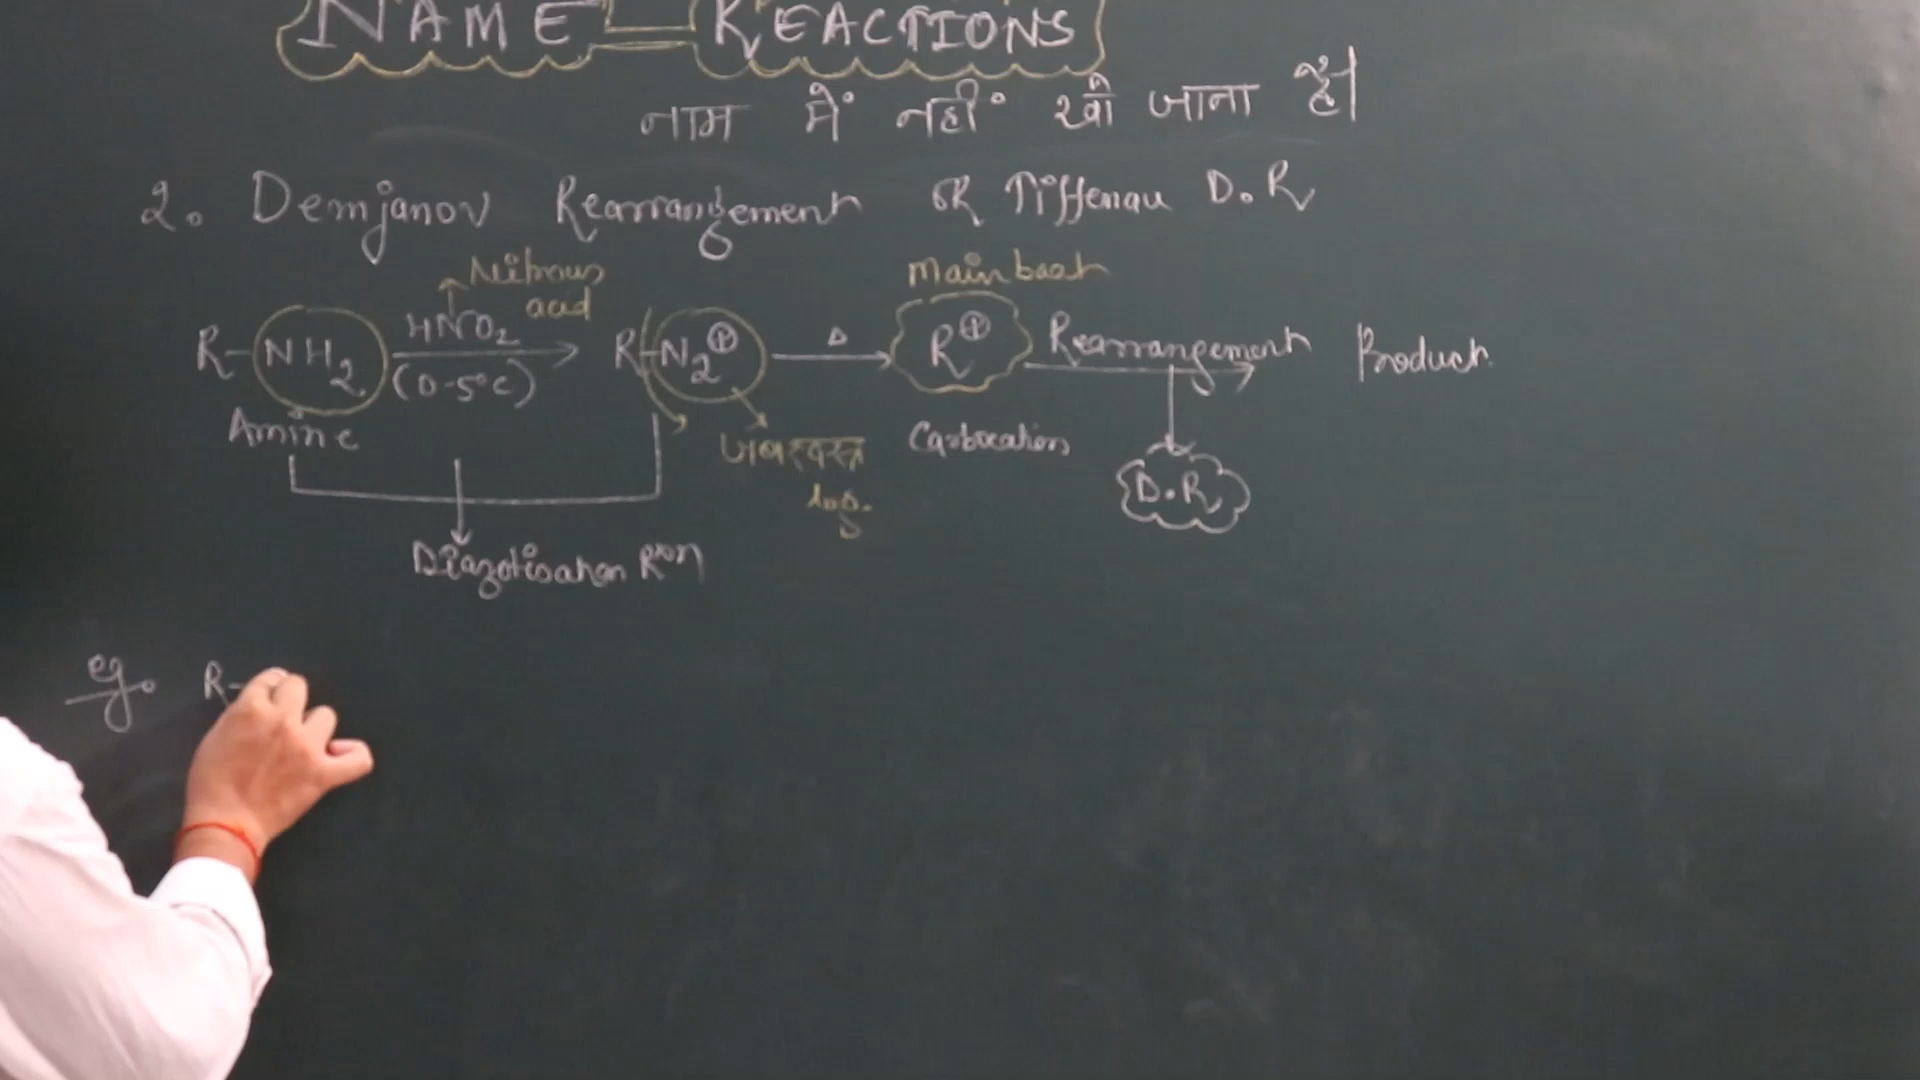 NAME REACTIONS
नाम में नहीं खो जाना है।
2. Demjanov Rearrangement OR Tiffenau D.R
Nitrous acid
Main baat
R-NH2 HNO2 (0-5°C) R-N2⊕ Δ R⊕ Rearrangement Product
Amine
जबरदस्त
Carbocation
D.R
l.g.
Diazotisation Rxn
eg. R-